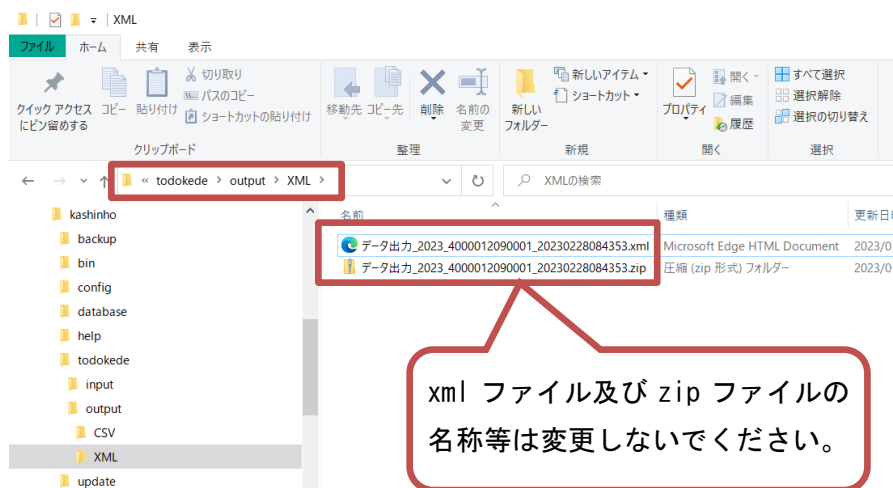 XML
ファイル ホーム 共有 表示
クイック アクセス
にピン留めする
コピー
貼り付け
切り取り
パスのコピー
ショートカットの貼り付け
クリップボード
移動先 コピー先 削除 名前の
変更
整理
新しい
フォルダー
新しいアイテム
ショートカット
新規
プロパティ
開く
編集
履歴
開く
すべて選択
選択解除
選択の切り替え
選択
« todokede › output › XML ›
XMLの検索
kashinho
backup
bin
config
database
help
todokede
input
output
CSV
XML
update
名前 種類 更新日
データ出力_2023_4000012090001_20230228084353.xml Microsoft Edge HTML Document 2023/0
データ出力_2023_4000012090001_20230228084353.zip 圧縮 (zip 形式) フォルダー 2023/0
xml ファイル及び zip ファイルの
名称等は変更しないでください。